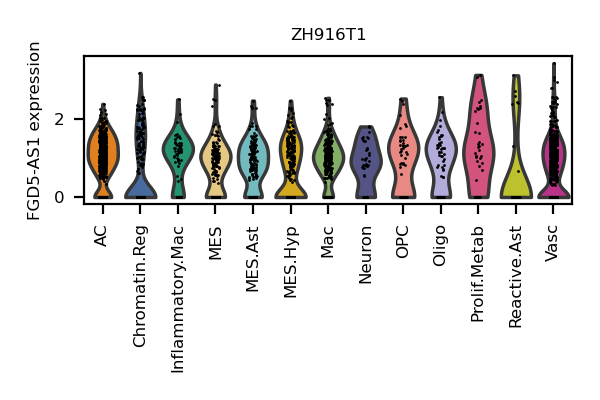 ZH916T1
FGD5-AS1 expression
2
0
AC
Chromatin.Reg
Inflammatory.Mac
MES
MES.Ast
MES.Hyp
Mac
Neuron
OPC
Oligo
Prolif.Metab
Reactive.Ast
Vasc